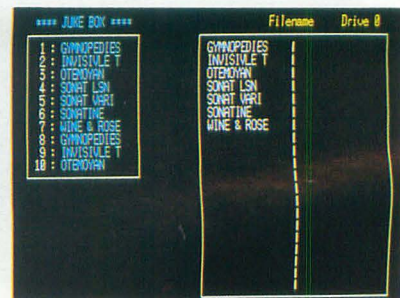 **** JUKE BOX ****
1 : GYMNOPEDIES
2 : INVISIVLE T
3 : OTEMOYAN
4 : SONAT LSN
5 : SONAT VARI
6 : SONATINE
7 : WINE & ROSE
8 : GYMNOPEDIES
9 : INVISIVLE T
10 : OTEMOYAN
Filename Drive 0
GYMNOPEDIES
INVISIVLE T
OTEMOYAN
SONAT LSN
SONAT VARI
SONATINE
WINE & ROSE